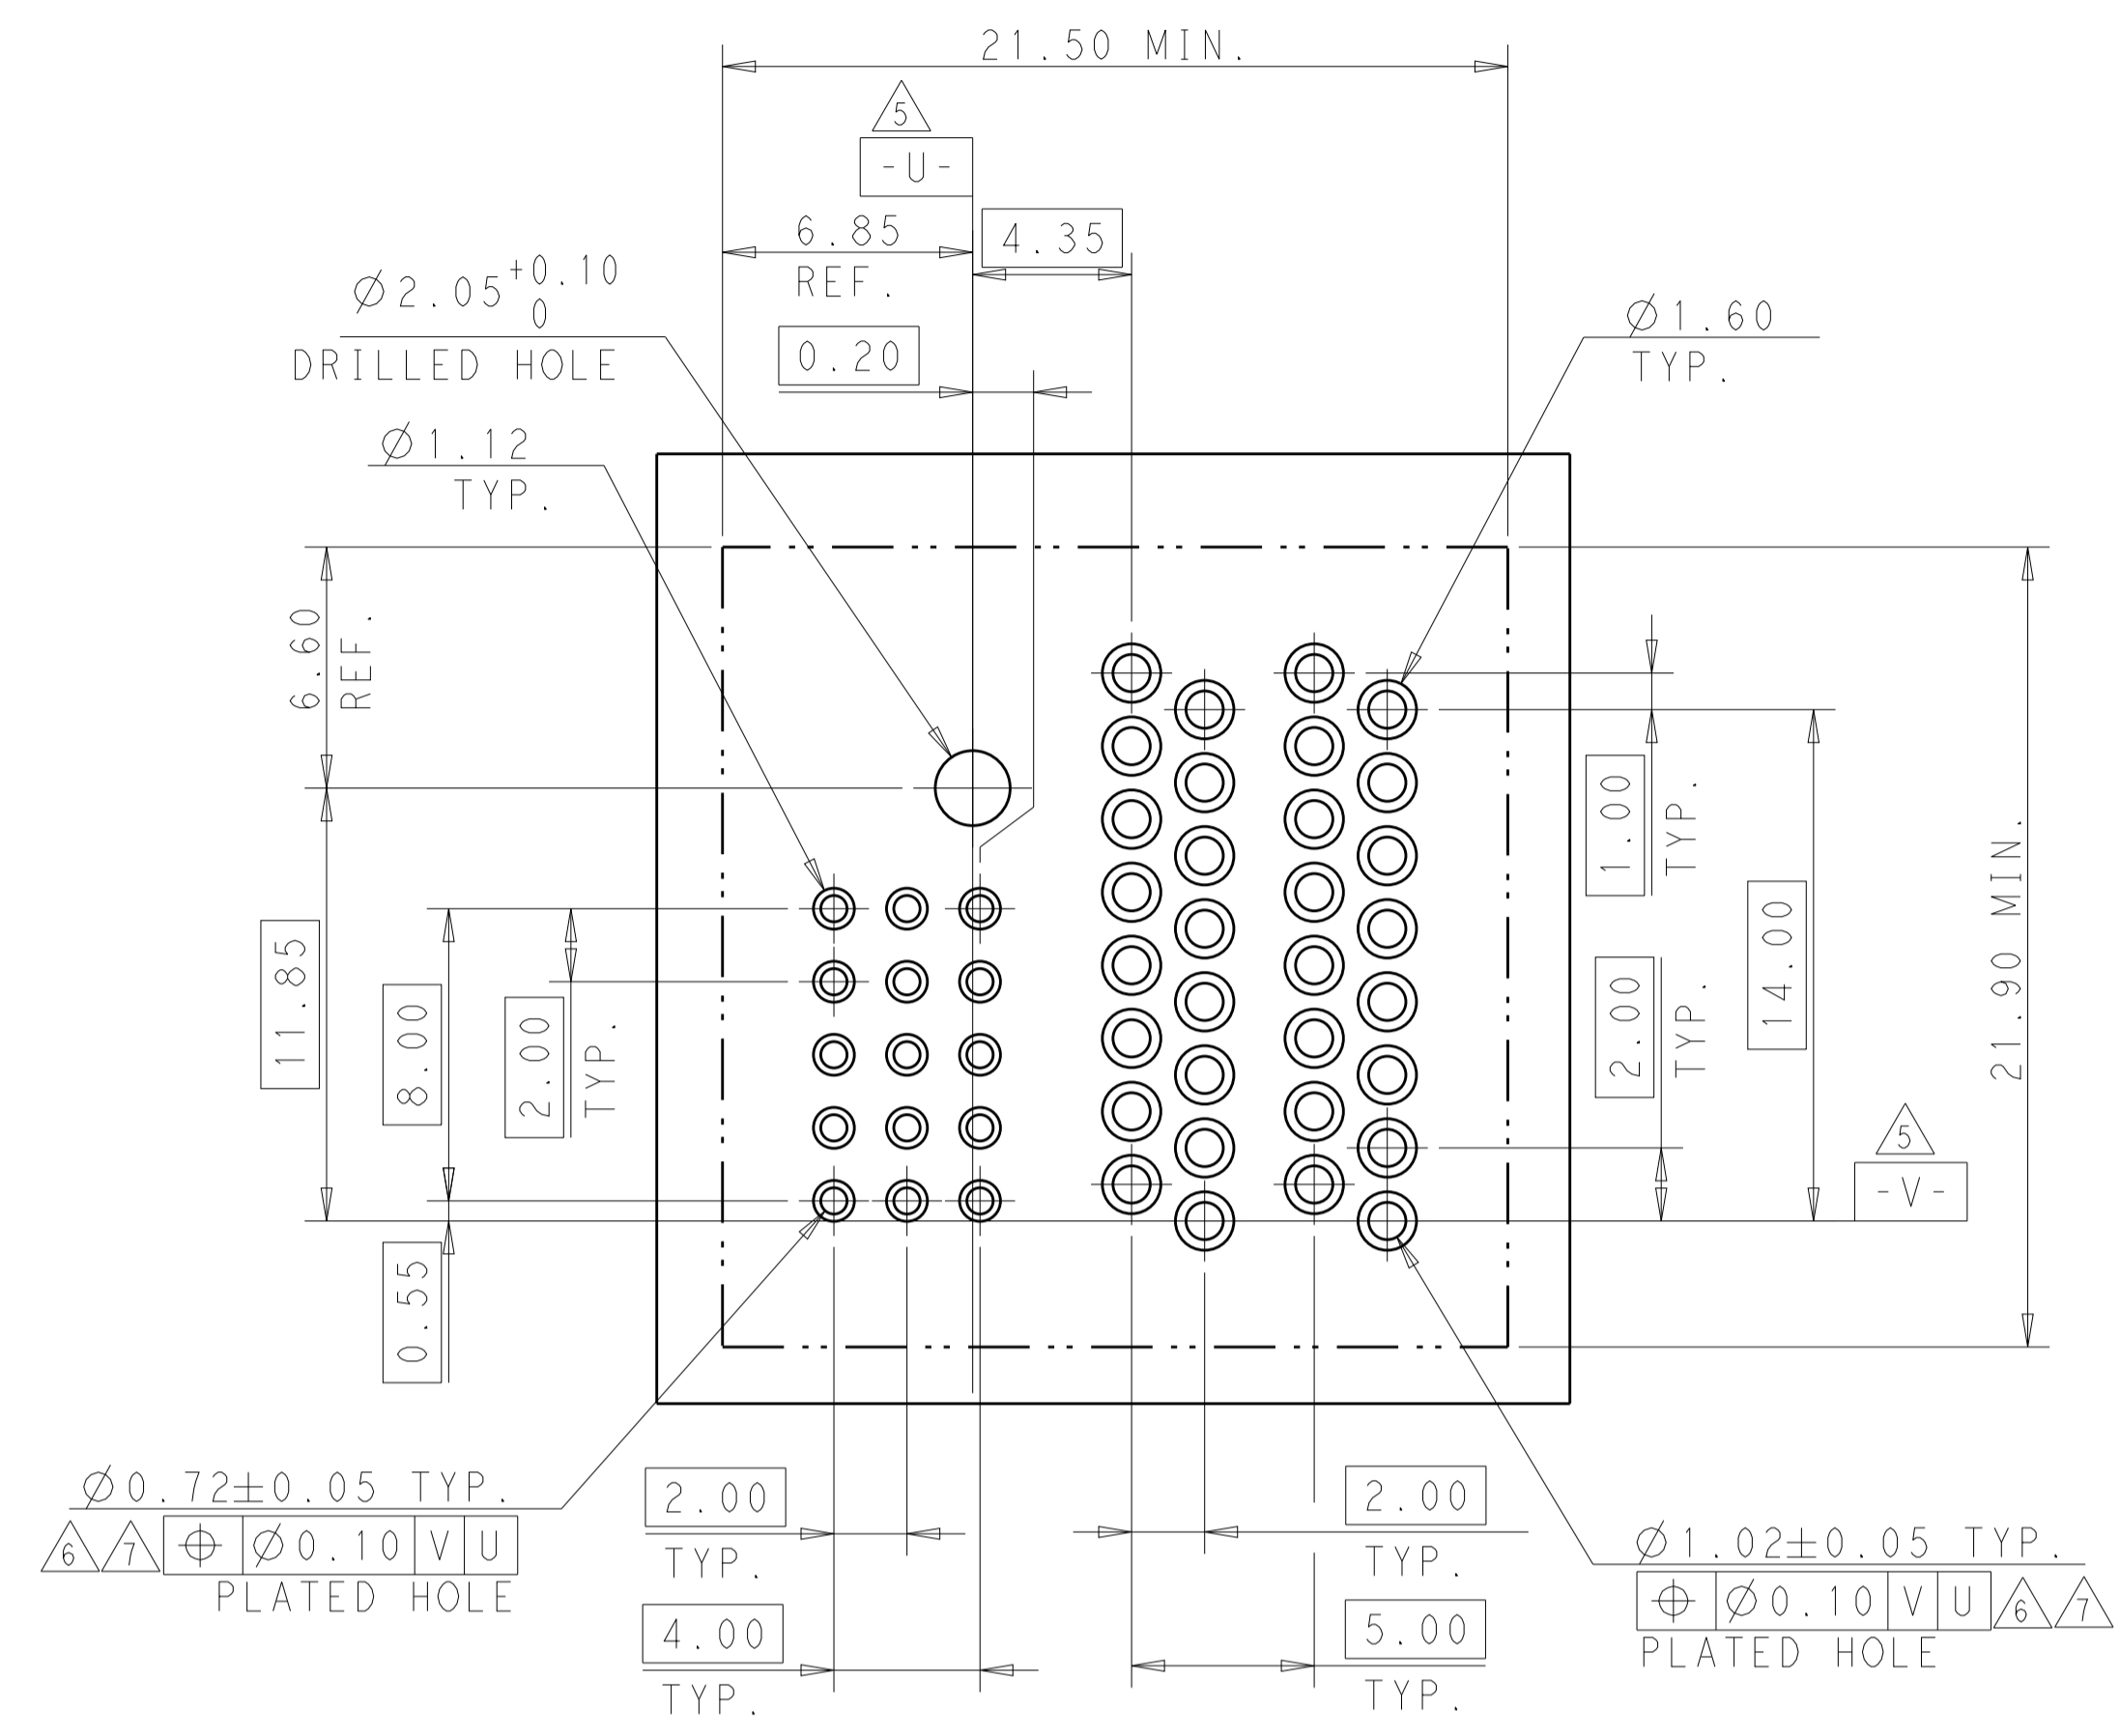 21.50 MIN.
5
-U-
6.85
REF.
4.35
Ø2.05 +0.10
0
DRILLED HOLE
0.20
Ø1.60
TYP.
Ø1.12
TYP.
6.60
REF.
11.85
8.00
2.00
TYP.
0.55
1.00
TYP.
2.00
TYP.
14.00
21.90 MIN.
5
-V-
Ø0.72±0.05 TYP.
6 7 ⌖ Ø0.10 V U
PLATED HOLE
2.00
TYP.
4.00
TYP.
2.00
TYP.
5.00
TYP.
Ø1.02±0.05 TYP.
⌖ Ø0.10 V U 6 7
PLATED HOLE